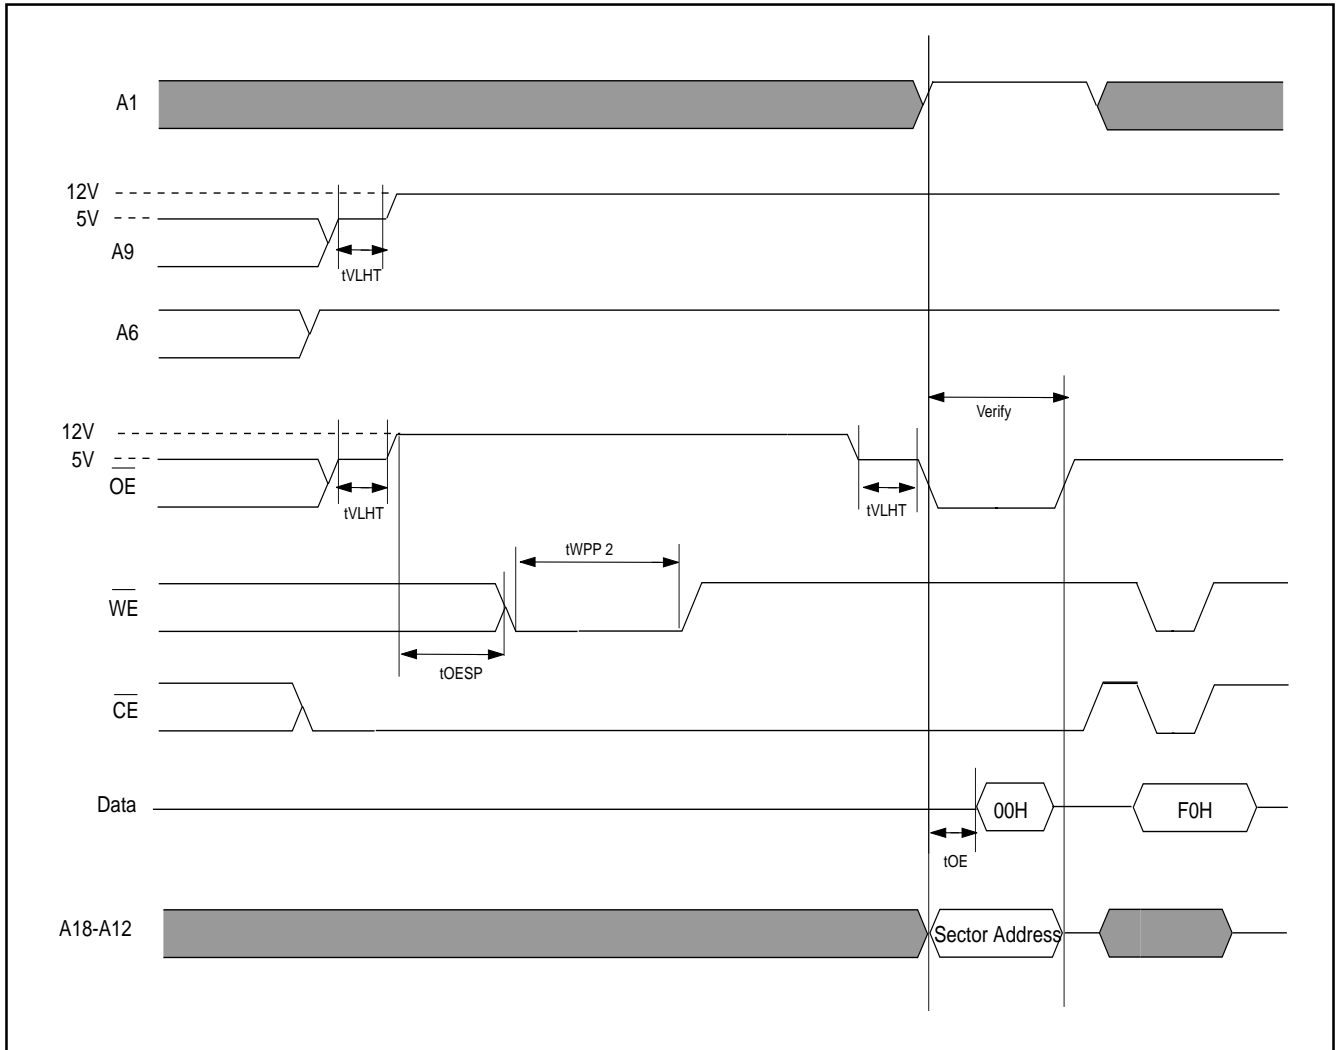 A1
12V
5V
A9
tVLHT
A6
Verify
12V
5V
OE
tVLHT
tVLHT
tWPP 2
WE
tOESP
CE
Data
00H
F0H
tOE
A18-A12
Sector Address